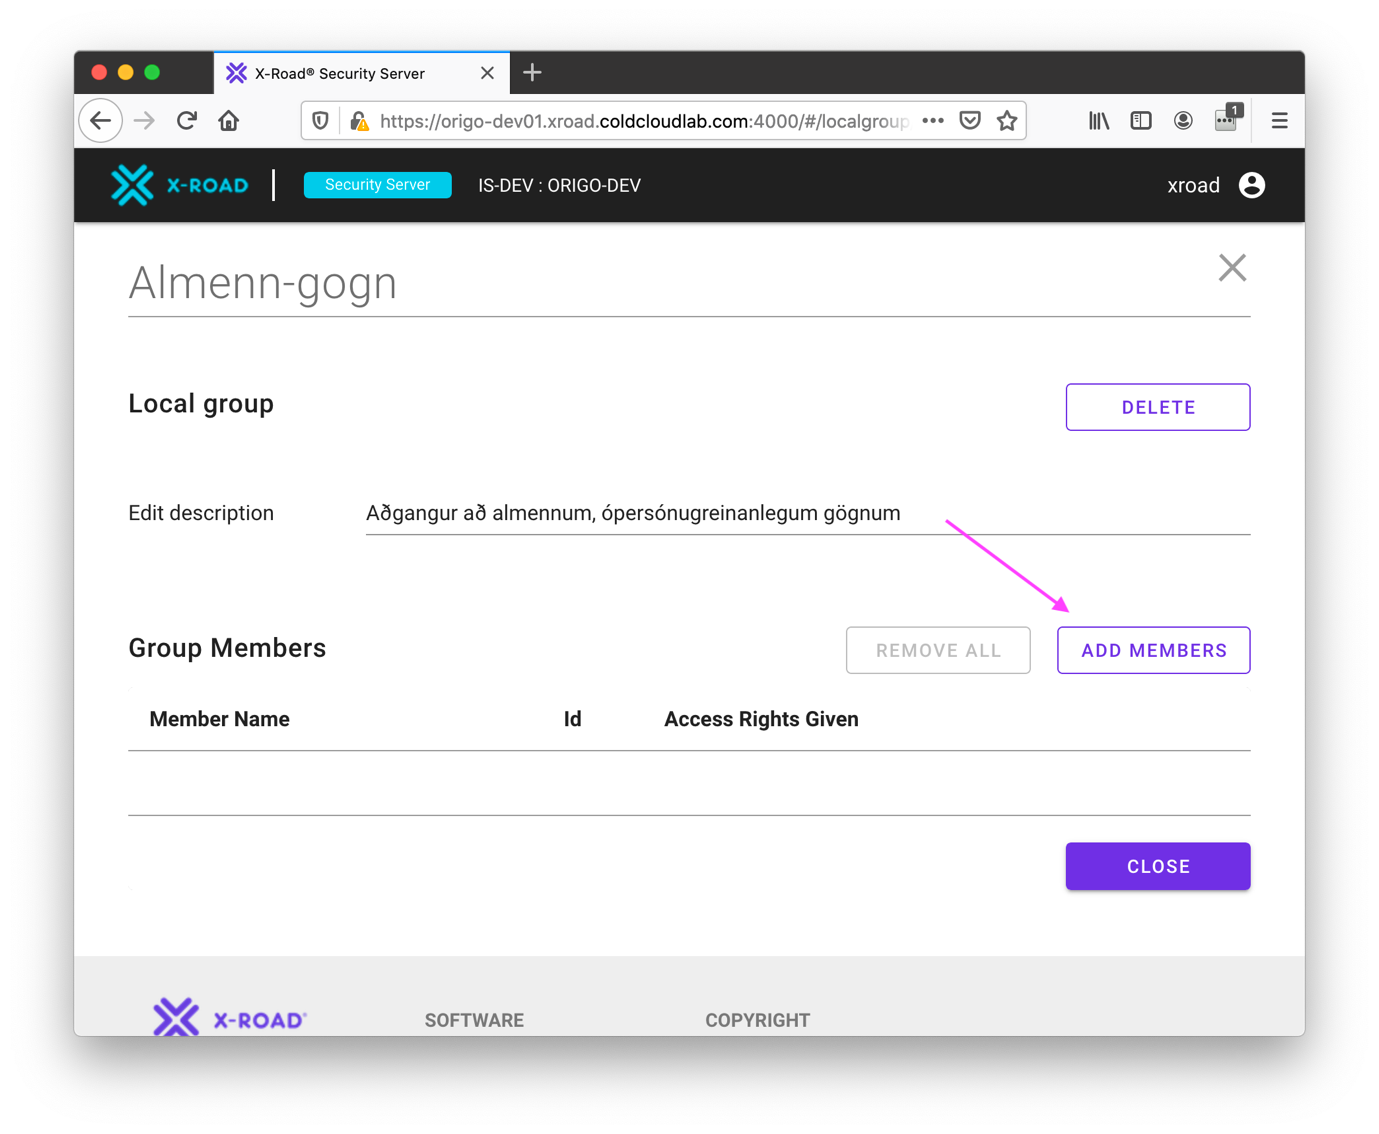 X-Road® Security Server
https://origo-dev01.xroad.coldcloudlab.com:4000/#/localgroup
1
X-ROAD
Security Server
IS-DEV : ORIGO-DEV
xroad
Almenn-gogn
Local group
DELETE
Edit description
Aðgangur að almennum, ópersónugreinanlegum gögnum
Group Members
REMOVE ALL
ADD MEMBERS
Member Name
Id
Access Rights Given
CLOSE
X-ROAD®
SOFTWARE
COPYRIGHT